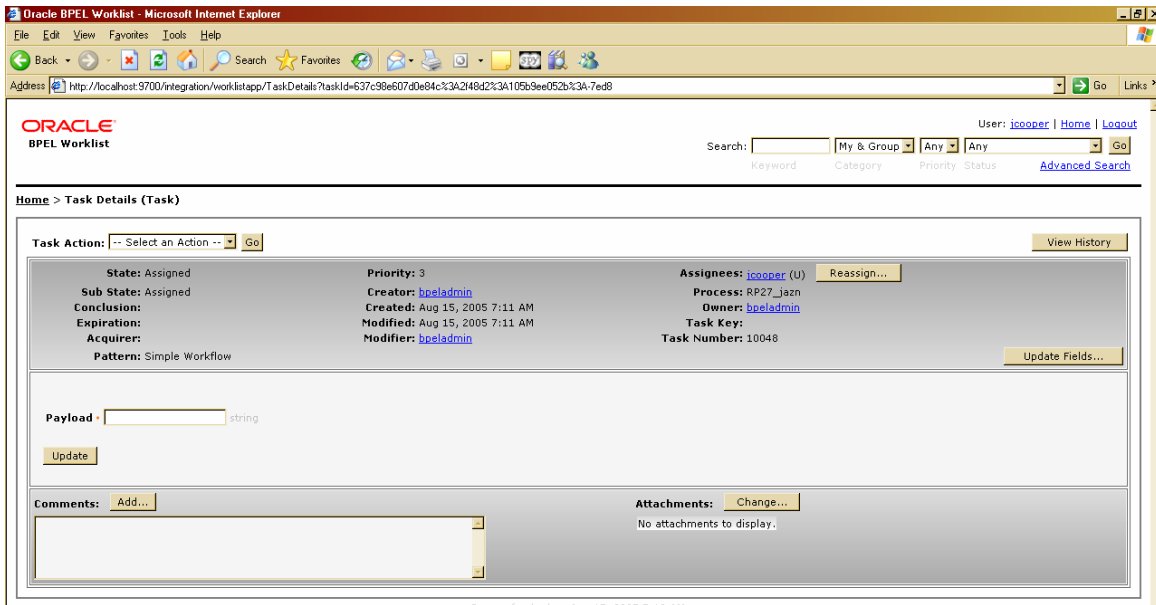 Oracle BPEL Worklist - Microsoft Internet Explorer
File Edit View Favorites Tools Help
Back Search Favorites
Address http://localhost:9700/integration/worklistapp/TaskDetails?taskId=637c98e607d0e84c%3A2f48d2%3A105b9ee052b%3A-7ed8 Go Links
ORACLE
BPEL Worklist
User: jcooper | Home | Logout
Search: My & Group Any Any Go
Keyword Category Priority Status Advanced Search
Home > Task Details (Task)
Task Action: -- Select an Action -- Go View History
State: Assigned Priority: 3 Assignees: jcooper (U) Reassign...
Sub State: Assigned Creator: bpeladmin Process: RP27_jazn
Conclusion: Created: Aug 15, 2005 7:11 AM Owner: bpeladmin
Expiration: Modified: Aug 15, 2005 7:11 AM Task Key:
Acquirer: Modifier: bpeladmin Task Number: 10048
Pattern: Simple Workflow Update Fields...
Payload * string
Update
Comments: Add... Attachments: Change...
No attachments to display.